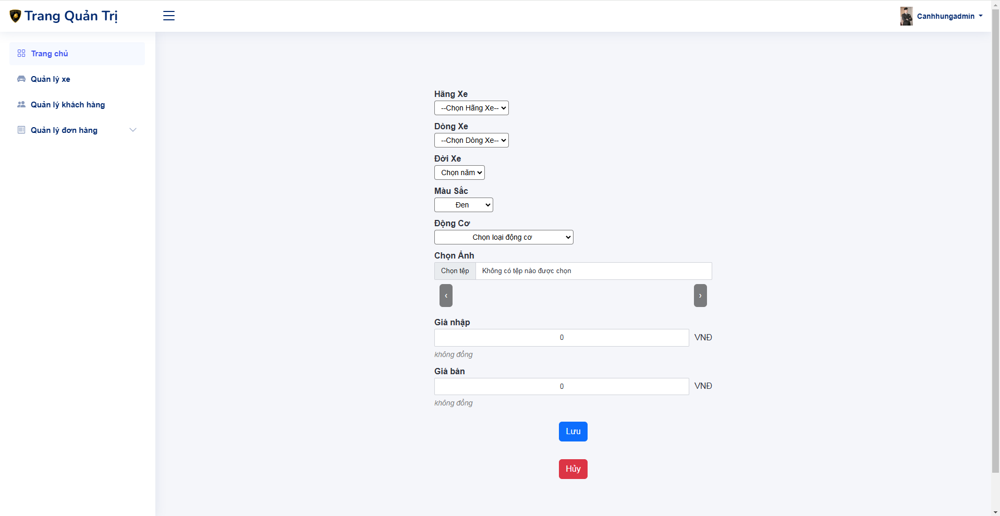 Trang Quản Trị
Canhhungadmin
Trang chủ
Quản lý xe
Quản lý khách hàng
Quản lý đơn hàng
Hãng Xe
--Chọn Hãng Xe--
Dòng Xe
--Chọn Dòng Xe--
Đời Xe
Chọn năm
Màu Sắc
Đen
Động Cơ
Chọn loại động cơ
Chọn Ảnh
Chọn tệp Không có tệp nào được chọn
‹ ›
Giá nhập
0 VNĐ
không đồng
Giá bán
0 VNĐ
không đồng
Lưu
Hủy